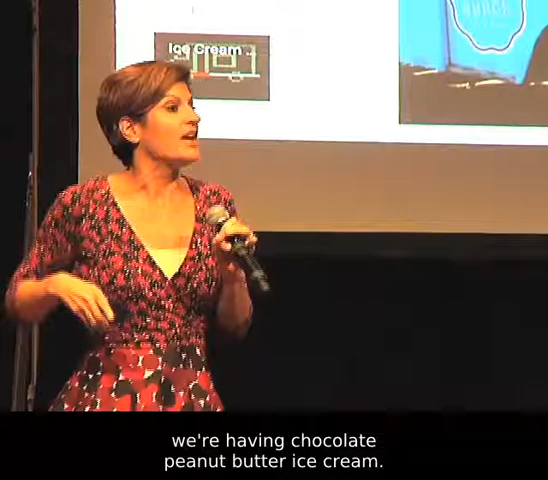 Ice Cream ...
we're having chocolate
peanut butter ice cream.